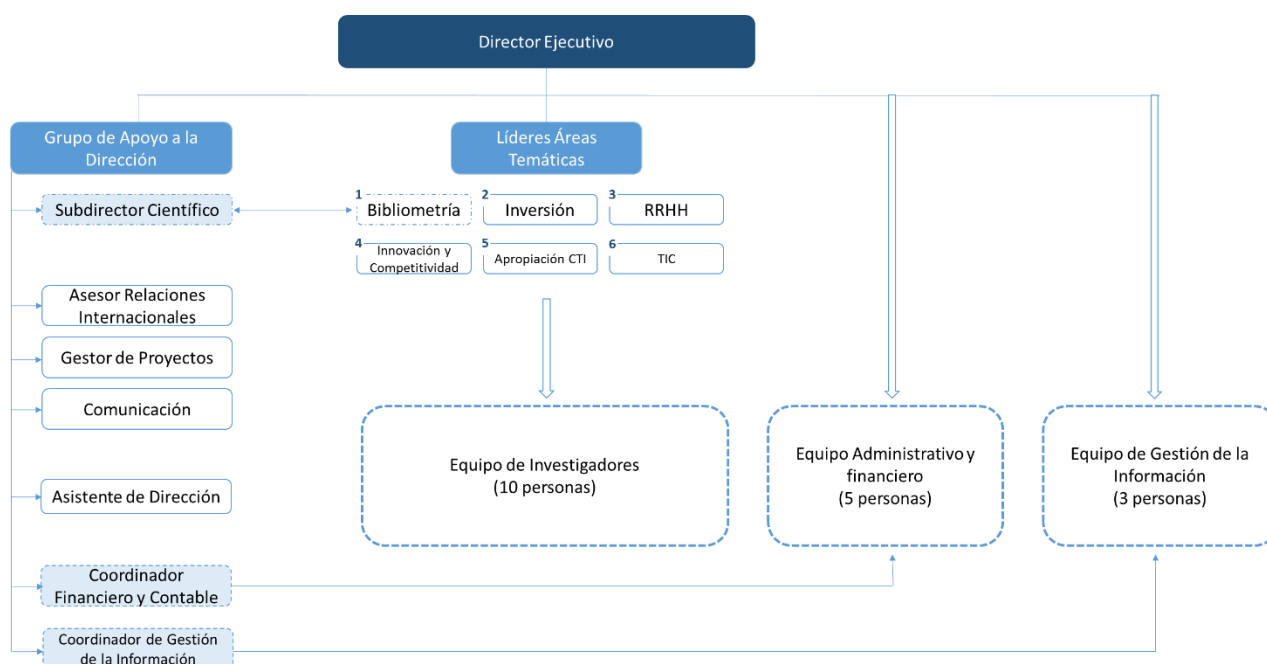 Director Ejecutivo
Grupo de Apoyo a la
Dirección
Líderes Áreas
Temáticas
Subdirector Científico
1
Bibliometría
2
Inversión
3
RRHH
4
Innovación y
Competitividad
5
Apropiación CTI
6
TIC
Asesor Relaciones
Internacionales
Gestor de Proyectos
Comunicación
Asistente de Dirección
Equipo de Investigadores
(10 personas)
Equipo Administrativo y
financiero
(5 personas)
Equipo de Gestión de la
Información
(3 personas)
Coordinador
Financiero y Contable
Coordinador de Gestión
de la Información